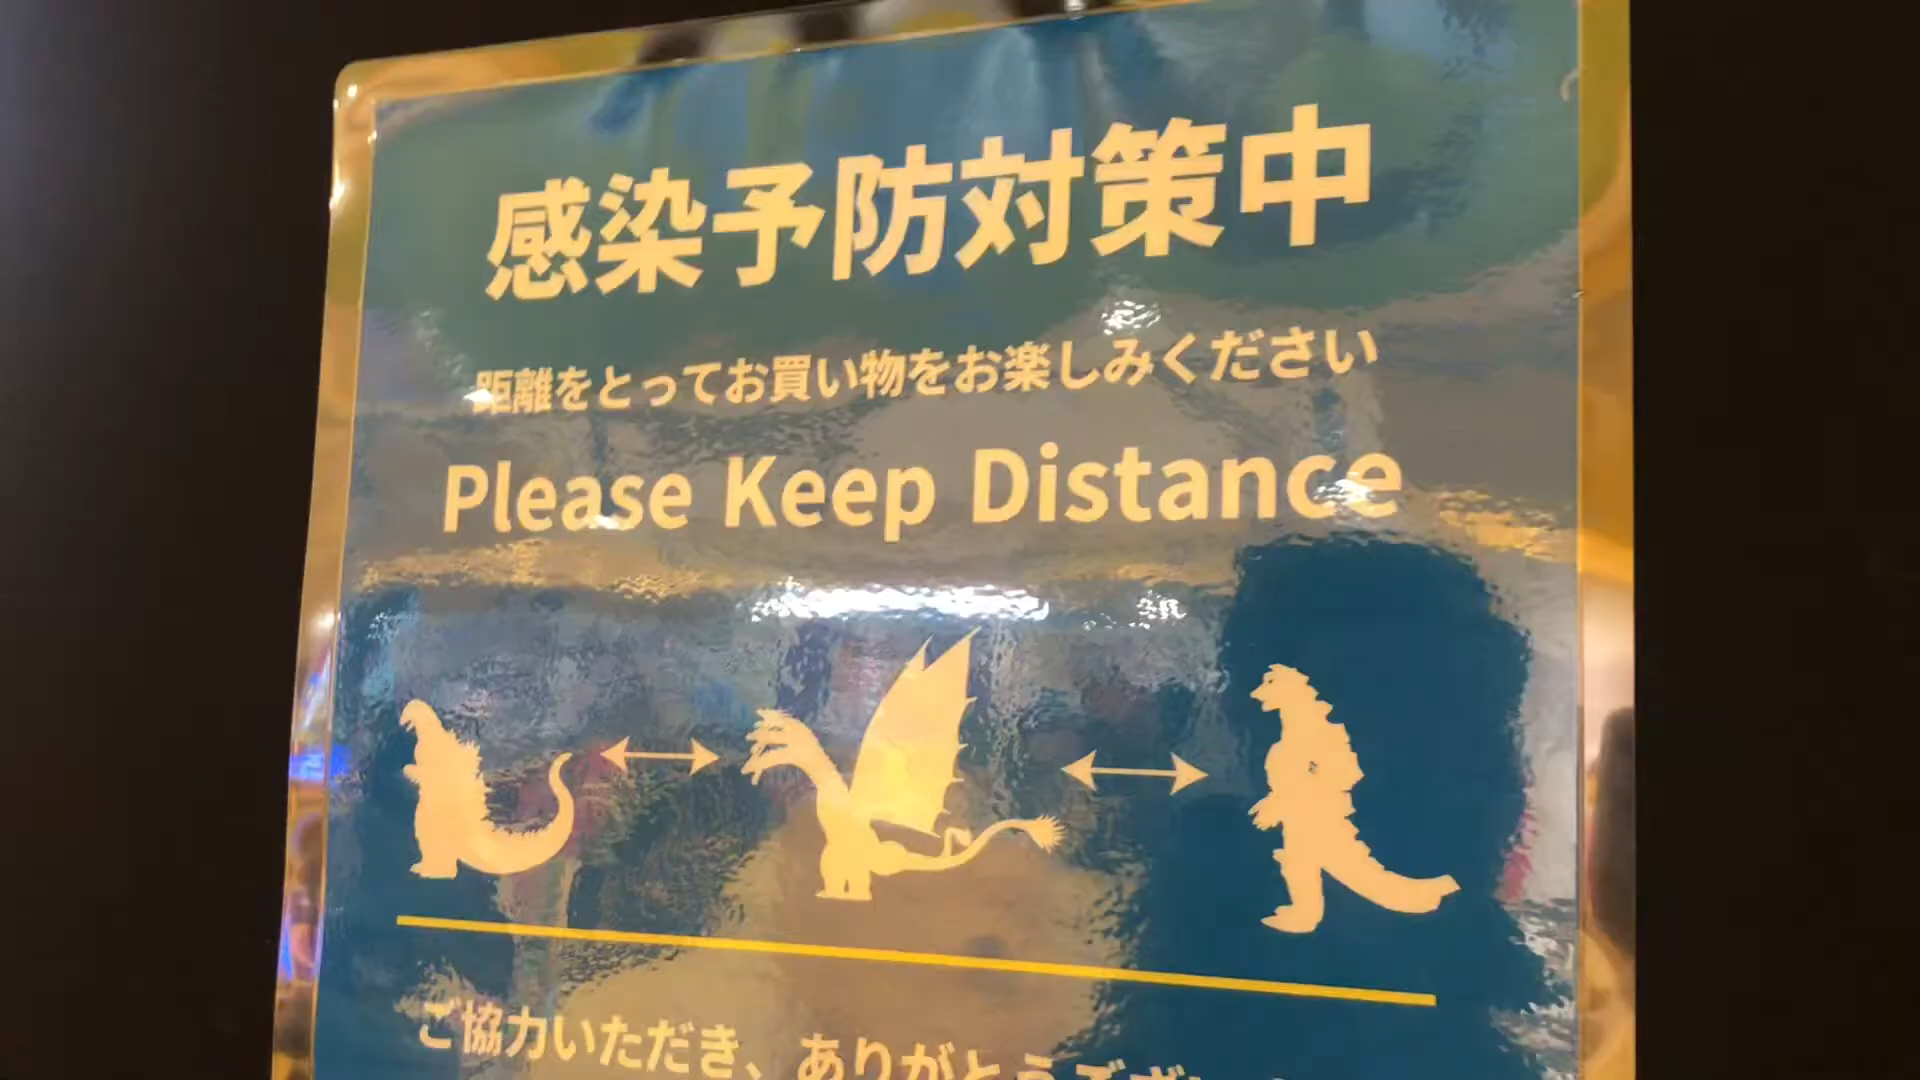 感染予防対策中
距離をとってお買い物をお楽しみください
Please Keep Distance
ご協力いただき、ありがとうござい